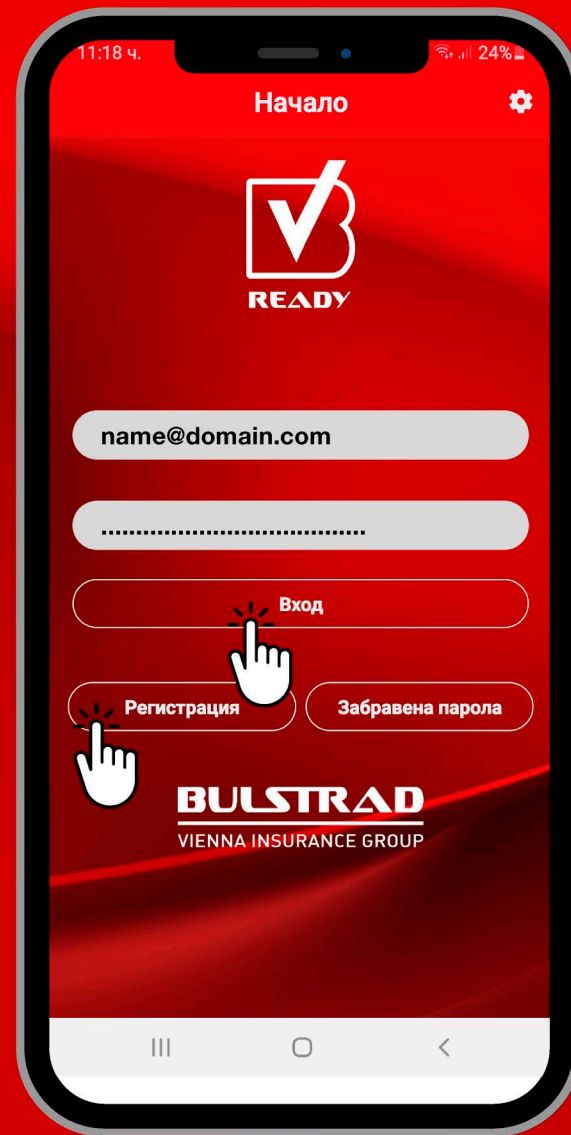 11:18 ч. 24%
Начало
READY
name@domain.com
Вход
Регистрация Забравена парола
BULSTRAD
VIENNA INSURANCE GROUP